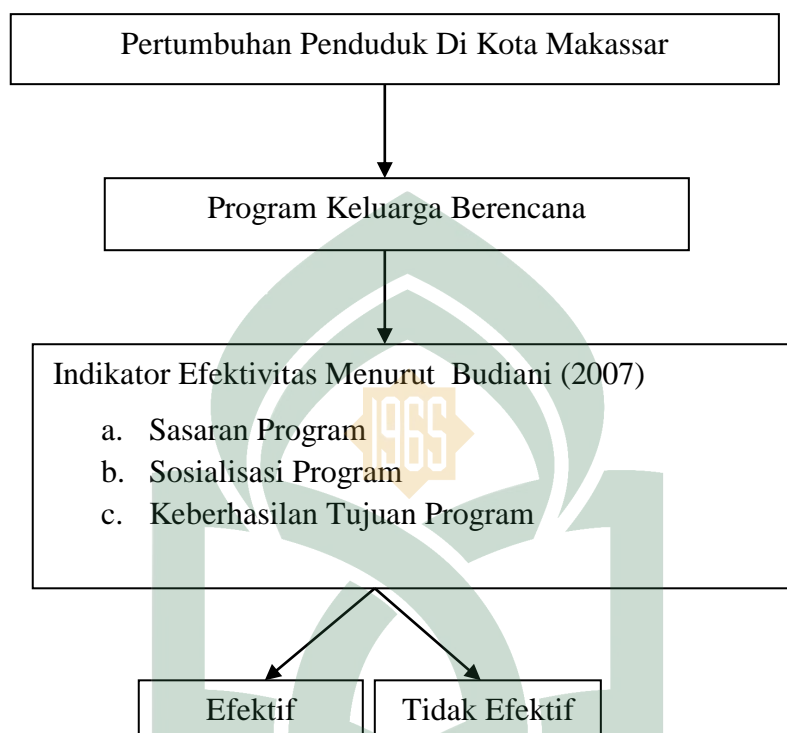 Pertumbuhan Penduduk Di Kota Makassar
Program Keluarga Berencana
Indikator Efektivitas Menurut Budiani (2007)
a. Sasaran Program
1965
b. Sosialisasi Program
c. Keberhasilan Tujuan Program
Efektif
Tidak Efektif